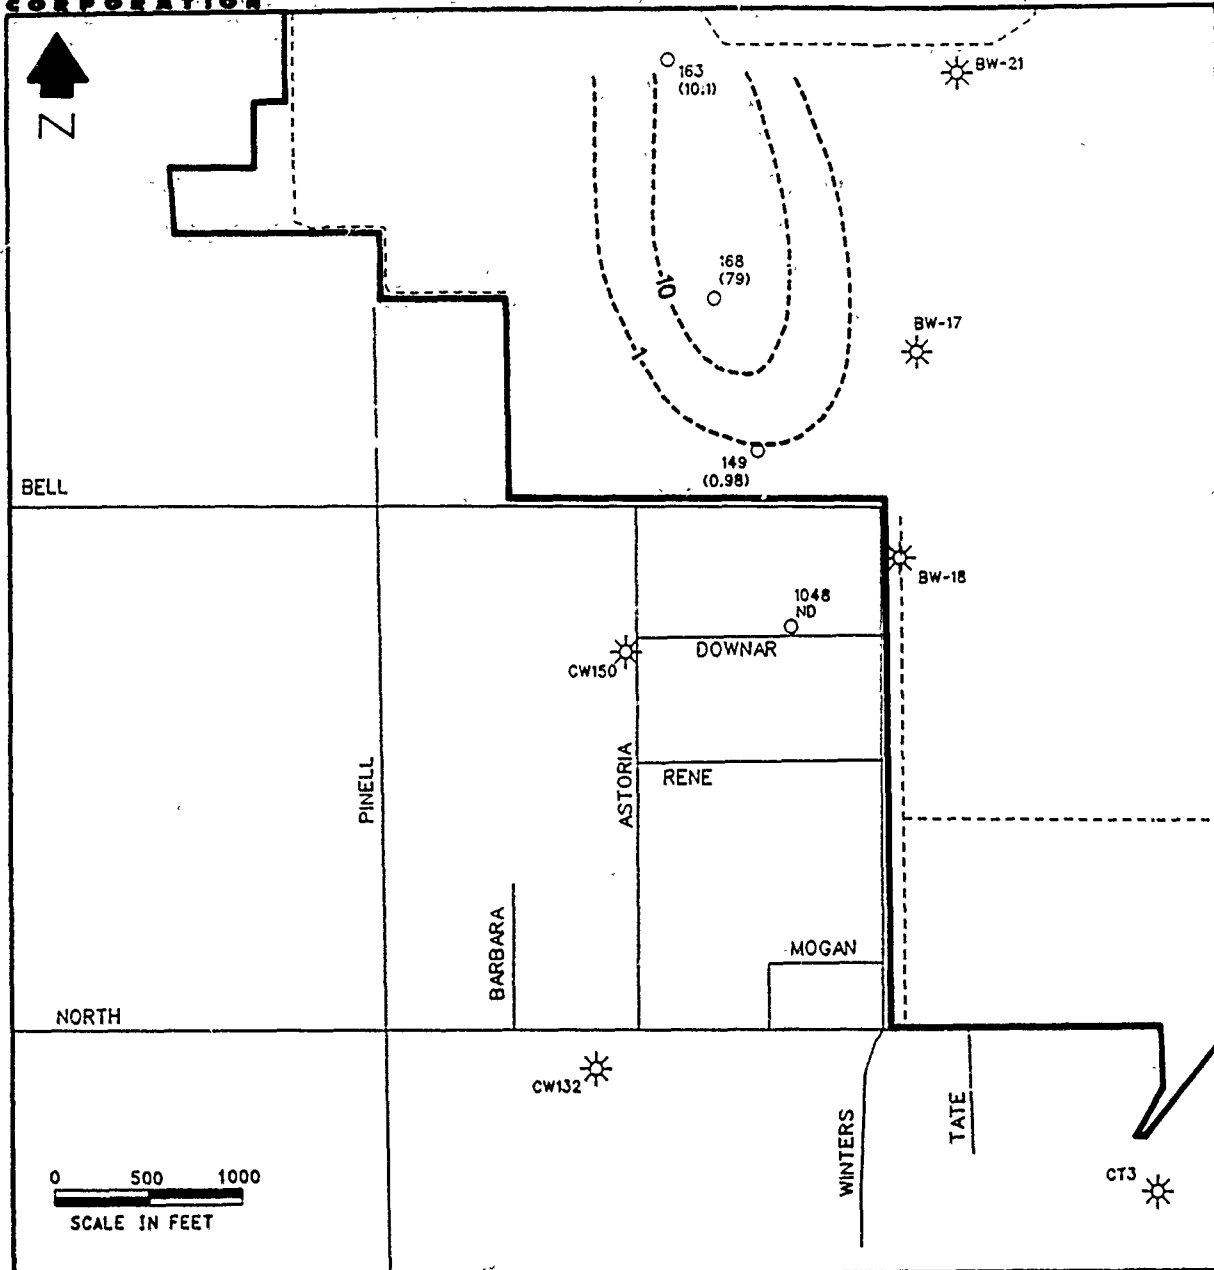 CORPORATION
N
163
(10.1)
BW-21
168
(79)
10
1
BW-17
149
(0.98)
BELL
BW-18
1048
ND
DOWNAR
CW150
PINELL
ASTORIA
RENE
BARBARA
MOGAN
NORTH
CW132
WINTERS
TATE
CT3
0 500 1000
SCALE IN FEET